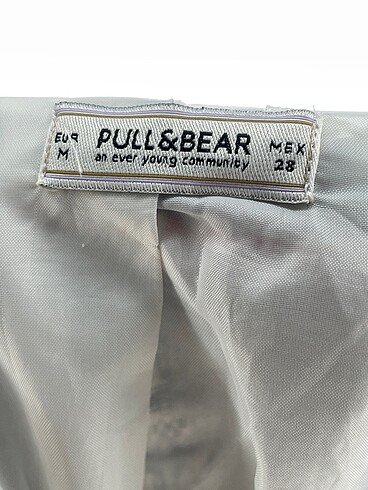 EUR
M
PULL&BEAR
an ever young community
MEX
28